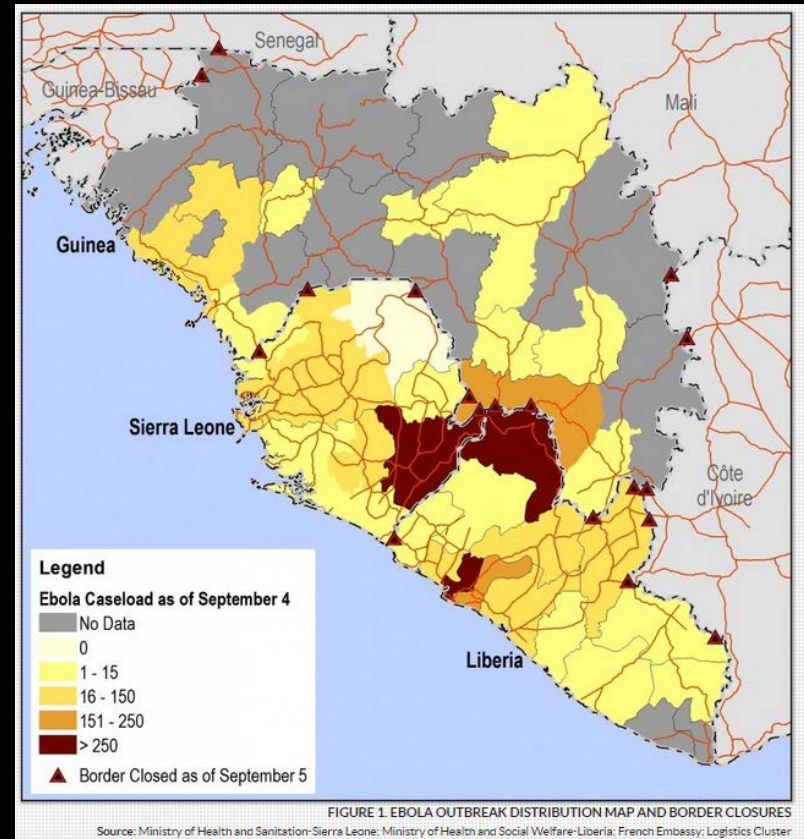 Senegal
Guinea-Bissau
Mali
Guinea
Sierra Leone
Côte
d'Ivoire
Liberia
Legend
Ebola Caseload as of September 4
No Data
0
1 - 15
16 - 150
151 - 250
> 250
Border Closed as of September 5
FIGURE 1. EBOLA OUTBREAK DISTRIBUTION MAP AND BORDER CLOSURES
Source: Ministry of Health and Sanitation-Sierra Leone; Ministry of Health and Social Welfare-Liberia; French Embassy; Logistics Cluster